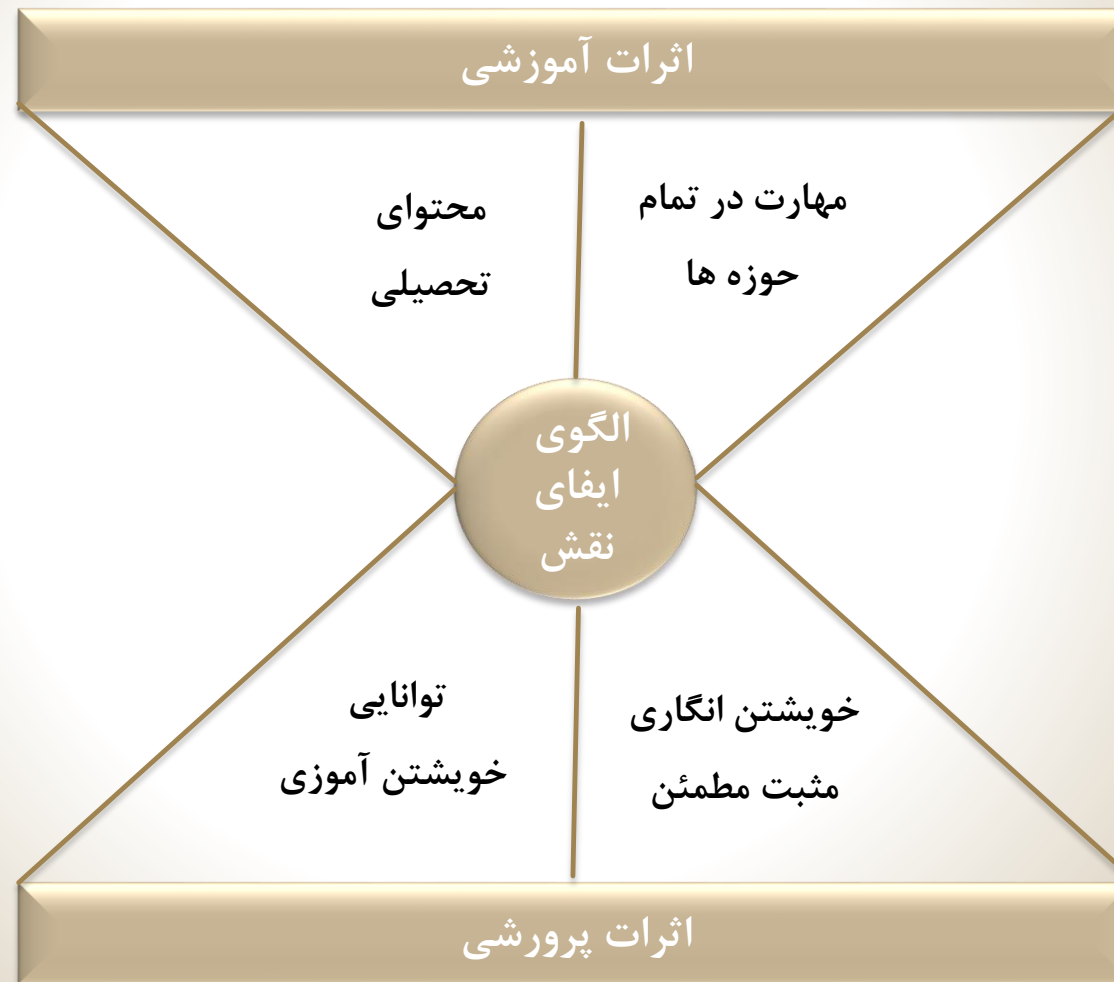 اثرات آموزشی
مهارت در تمام
حوزه ها
محتوای
تحصیلی
الگوی
ایفای
نقش
خویشتن انگاری
مثبت مطمئن
توانایی
خویشتن آموزی
اثرات پرورشی